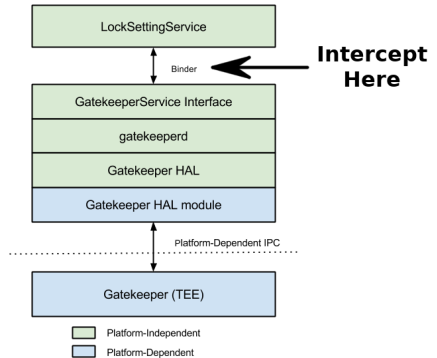 LockSettingService
Binder
Intercept
Here
GatekeeperService Interface
gatekeeperd
Gatekeeper HAL
Gatekeeper HAL module
Platform-Dependent IPC
Gatekeeper (TEE)
Platform-Independent
Platform-Dependent